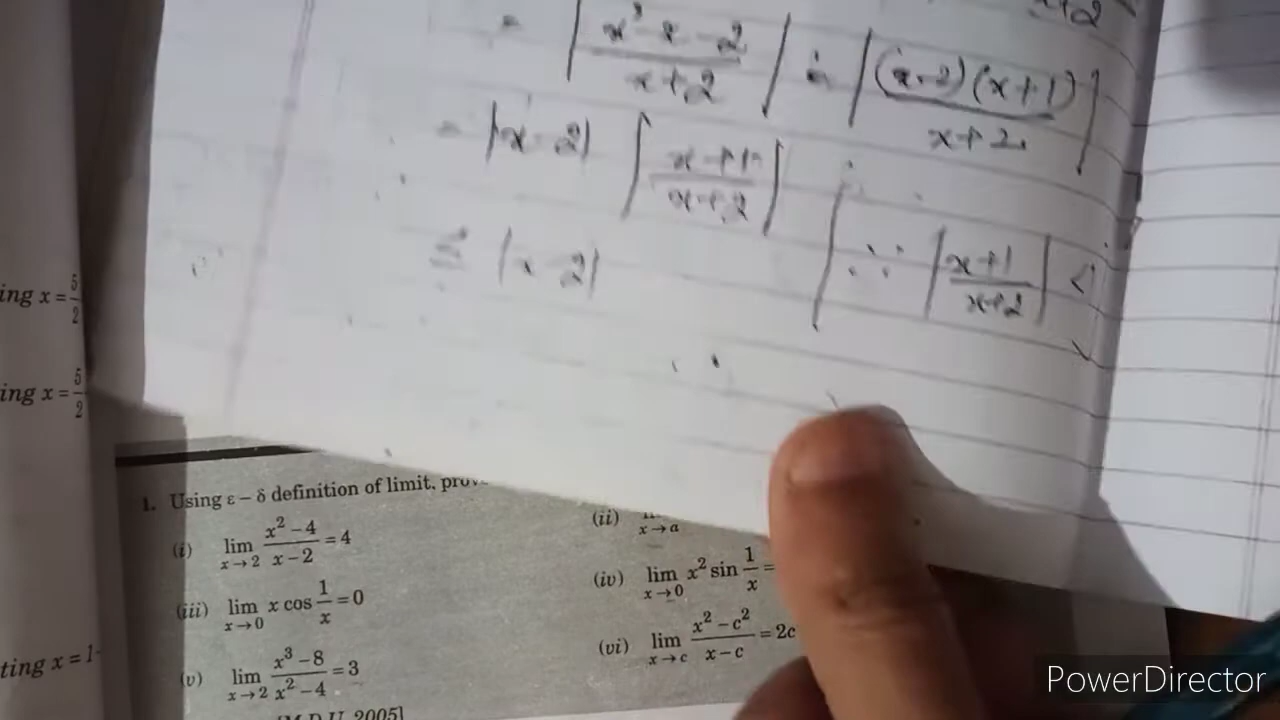 x+2
= | x² - x - 2 / x+2 | = | (x-2)(x+1) / x+2 |
= |x-2| | x+1 / x+2 |
≤ |x-2| | ∵ | x+1 / x+2 | <
ing x = 5/2
ing x = 5/2
ting x = 1
1. Using ε – δ definition of limit, prov
(i) lim x→2 x² – 4 / x – 2 = 4
(ii) x→a
(iii) lim x→0 x cos 1/x = 0
(iv) lim x→0 x² sin 1/x =
(v) lim x→2 x³ – 8 / x² – 4 = 3
(vi) lim x→c x² – c² / x – c = 2c
[M.D.U. 2005]
PowerDirector